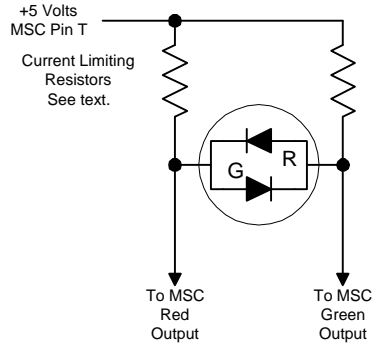 +5 Volts
MSC Pin T
Current Limiting
Resistors
See text.
R
G
To MSC
Red
Output
To MSC
Green
Output